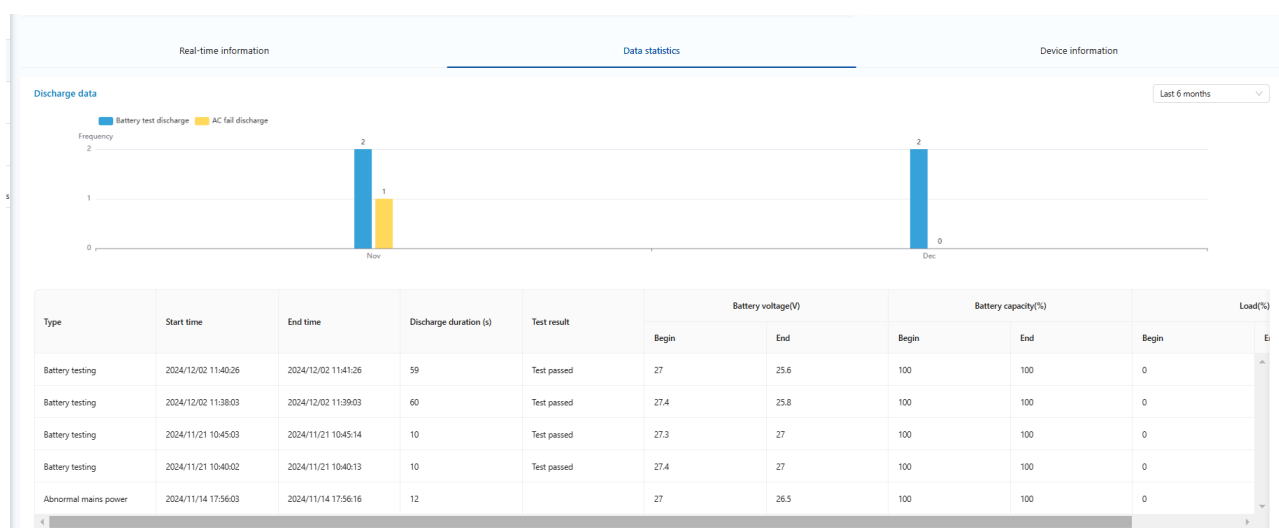 Real-time information Data statistics Device information
Discharge data Last 6 months
Battery test discharge AC fail discharge
Frequency
2 2 2
1 1
0 0
Nov Dec
Type Start time End time Discharge duration (s) Test result Battery voltage(V) Battery capacity(%) Load(%)
Begin End Begin End Begin
Battery testing 2024/12/02 11:40:26 2024/12/02 11:41:26 59 Test passed 27 25.6 100 100 0
Battery testing 2024/12/02 11:38:03 2024/12/02 11:39:03 60 Test passed 27.4 25.8 100 100 0
Battery testing 2024/11/21 10:45:03 2024/11/21 10:45:14 10 Test passed 27.3 27 100 100 0
Battery testing 2024/11/21 10:40:02 2024/11/21 10:40:13 10 Test passed 27.4 27 100 100 0
Abnormal mains power 2024/11/14 17:56:03 2024/11/14 17:56:16 12 27 26.5 100 100 0